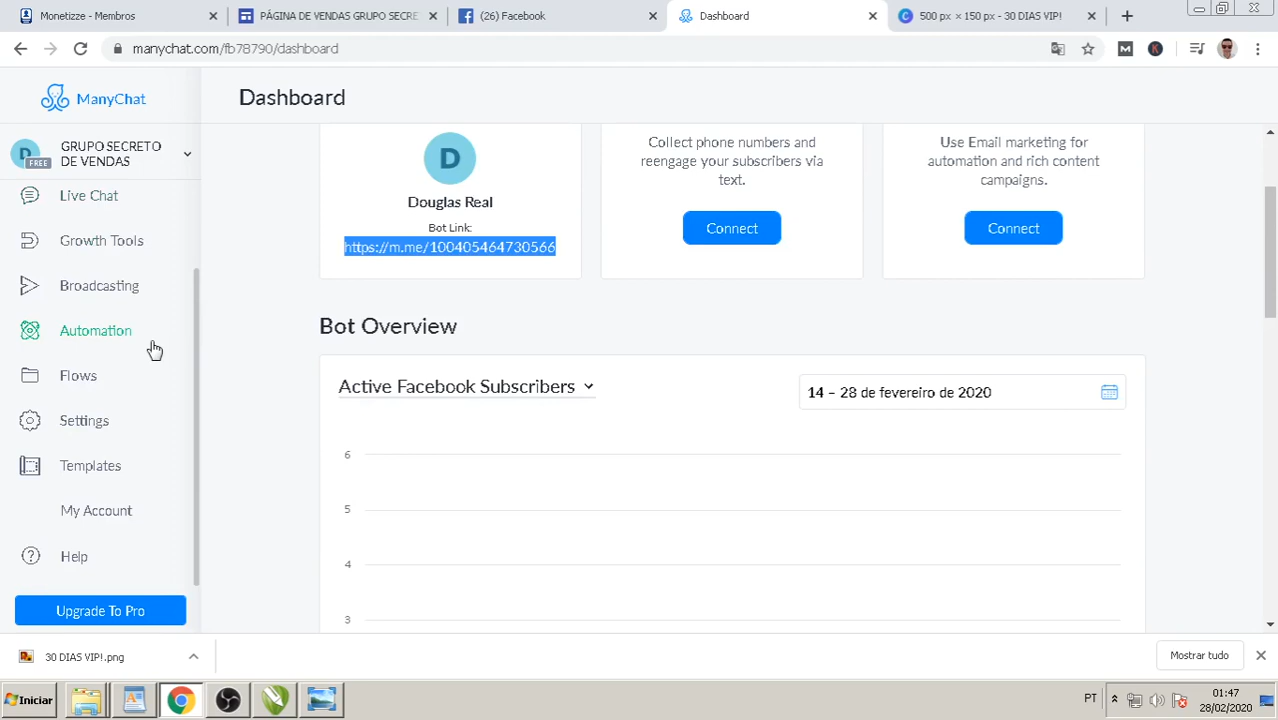 Monetizze - Membros
PÁGINA DE VENDAS GRUPO SECRE
(26) Facebook
Dashboard
500 px × 150 px - 30 DIAS VIP!
manychat.com/fb78790/dashboard
ManyChat
Dashboard
GRUPO SECRETO
DE VENDAS
D
FREE
Live Chat
Growth Tools
Broadcasting
Automation
Flows
Settings
Templates
My Account
Help
Upgrade To Pro
D
Douglas Real
Bot Link:
https://m.me/100405464730566
Collect phone numbers and
reengage your subscribers via
text.
Connect
Use Email marketing for
automation and rich content
campaigns.
Connect
Bot Overview
Active Facebook Subscribers
14 – 28 de fevereiro de 2020
6
5
4
3
30 DIAS VIP!.png
Mostrar tudo
Iniciar
PT
01:47
28/02/2020